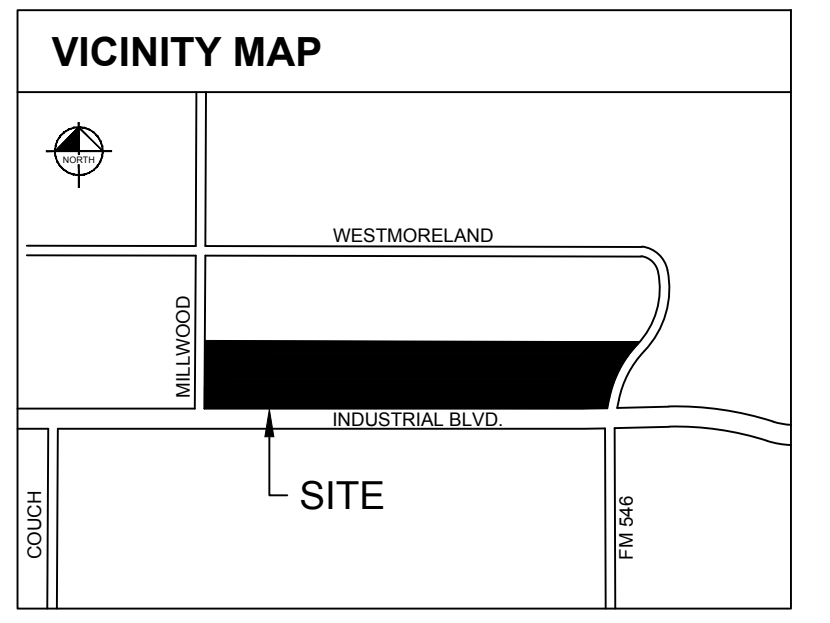 VICINITY MAP
NORTH
WESTMORELAND
MILLWOOD
INDUSTRIAL BLVD.
SITE
COUCH
FM 546